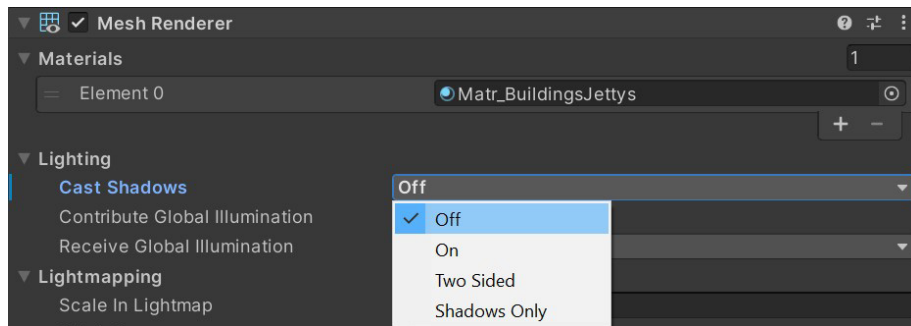 Mesh Renderer
Materials 1
Element 0 Matr_BuildingsJettys
+ −
Lighting
Cast Shadows Off
Contribute Global Illumination Off
Receive Global Illumination On
Lightmapping Two Sided
Scale In Lightmap Shadows Only